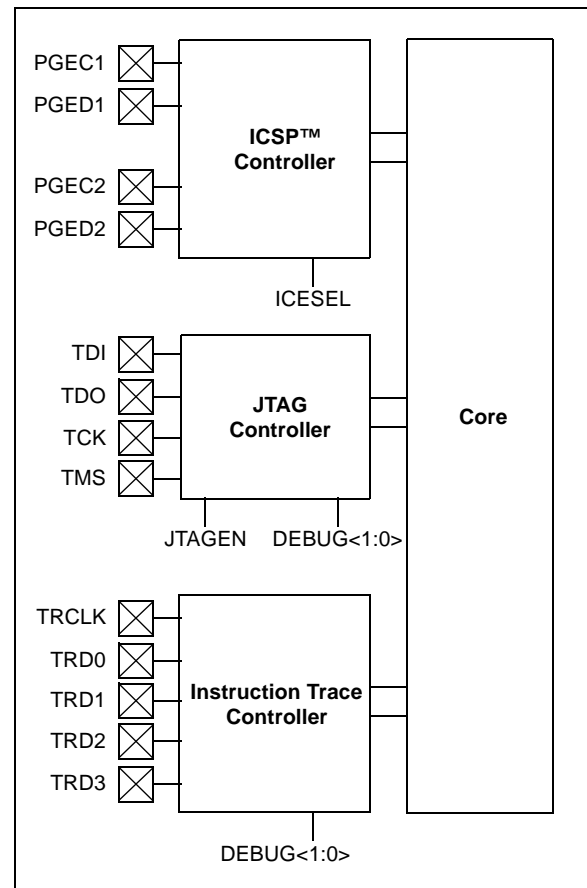 PGEC1
PGED1
PGEC2
PGED2
ICSP™
Controller
ICESEL
TDI
TDO
TCK
TMS
JTAG
Controller
JTAGEN
DEBUG<1:0>
Core
TRCLK
TRD0
TRD1
TRD2
TRD3
Instruction Trace
Controller
DEBUG<1:0>